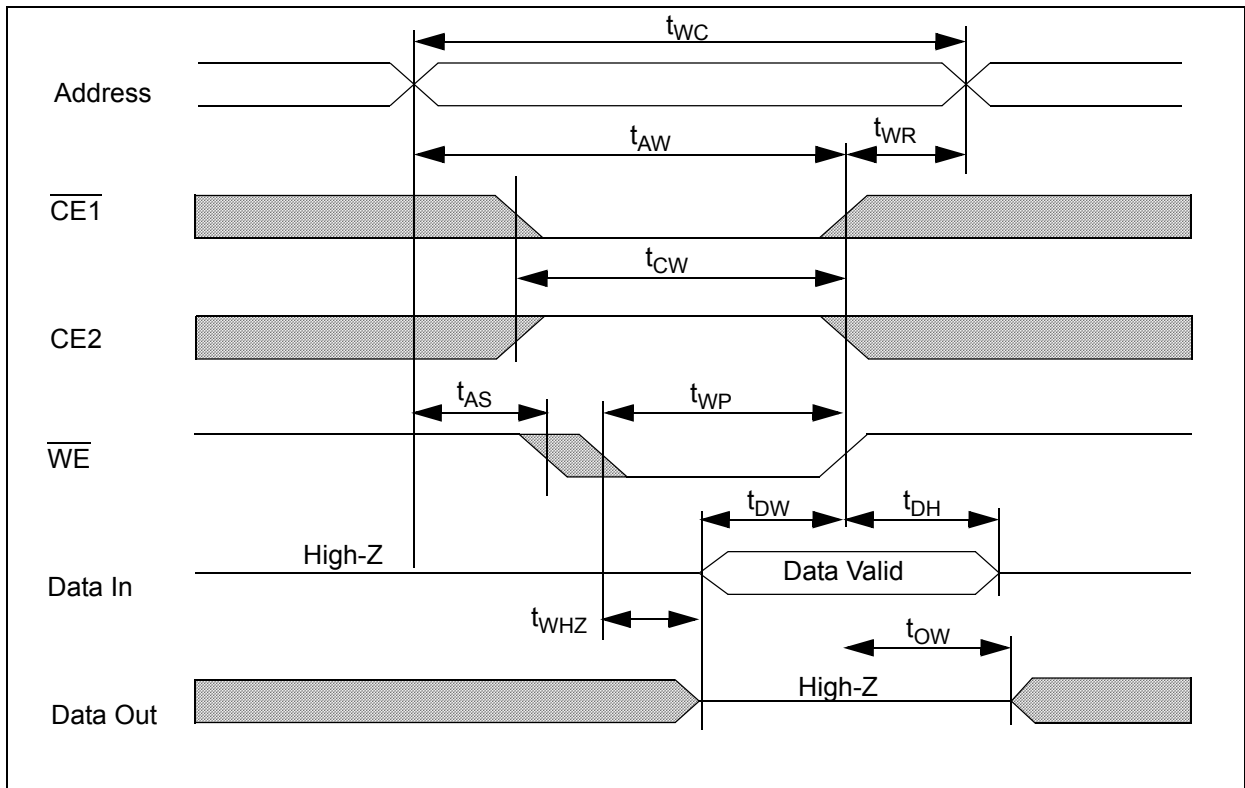 tWC
Address
tAW
tWR
CE1
tCW
CE2
tAS
tWP
WE
tDW
tDH
High-Z
Data In
Data Valid
tWHZ
tOW
High-Z
Data Out